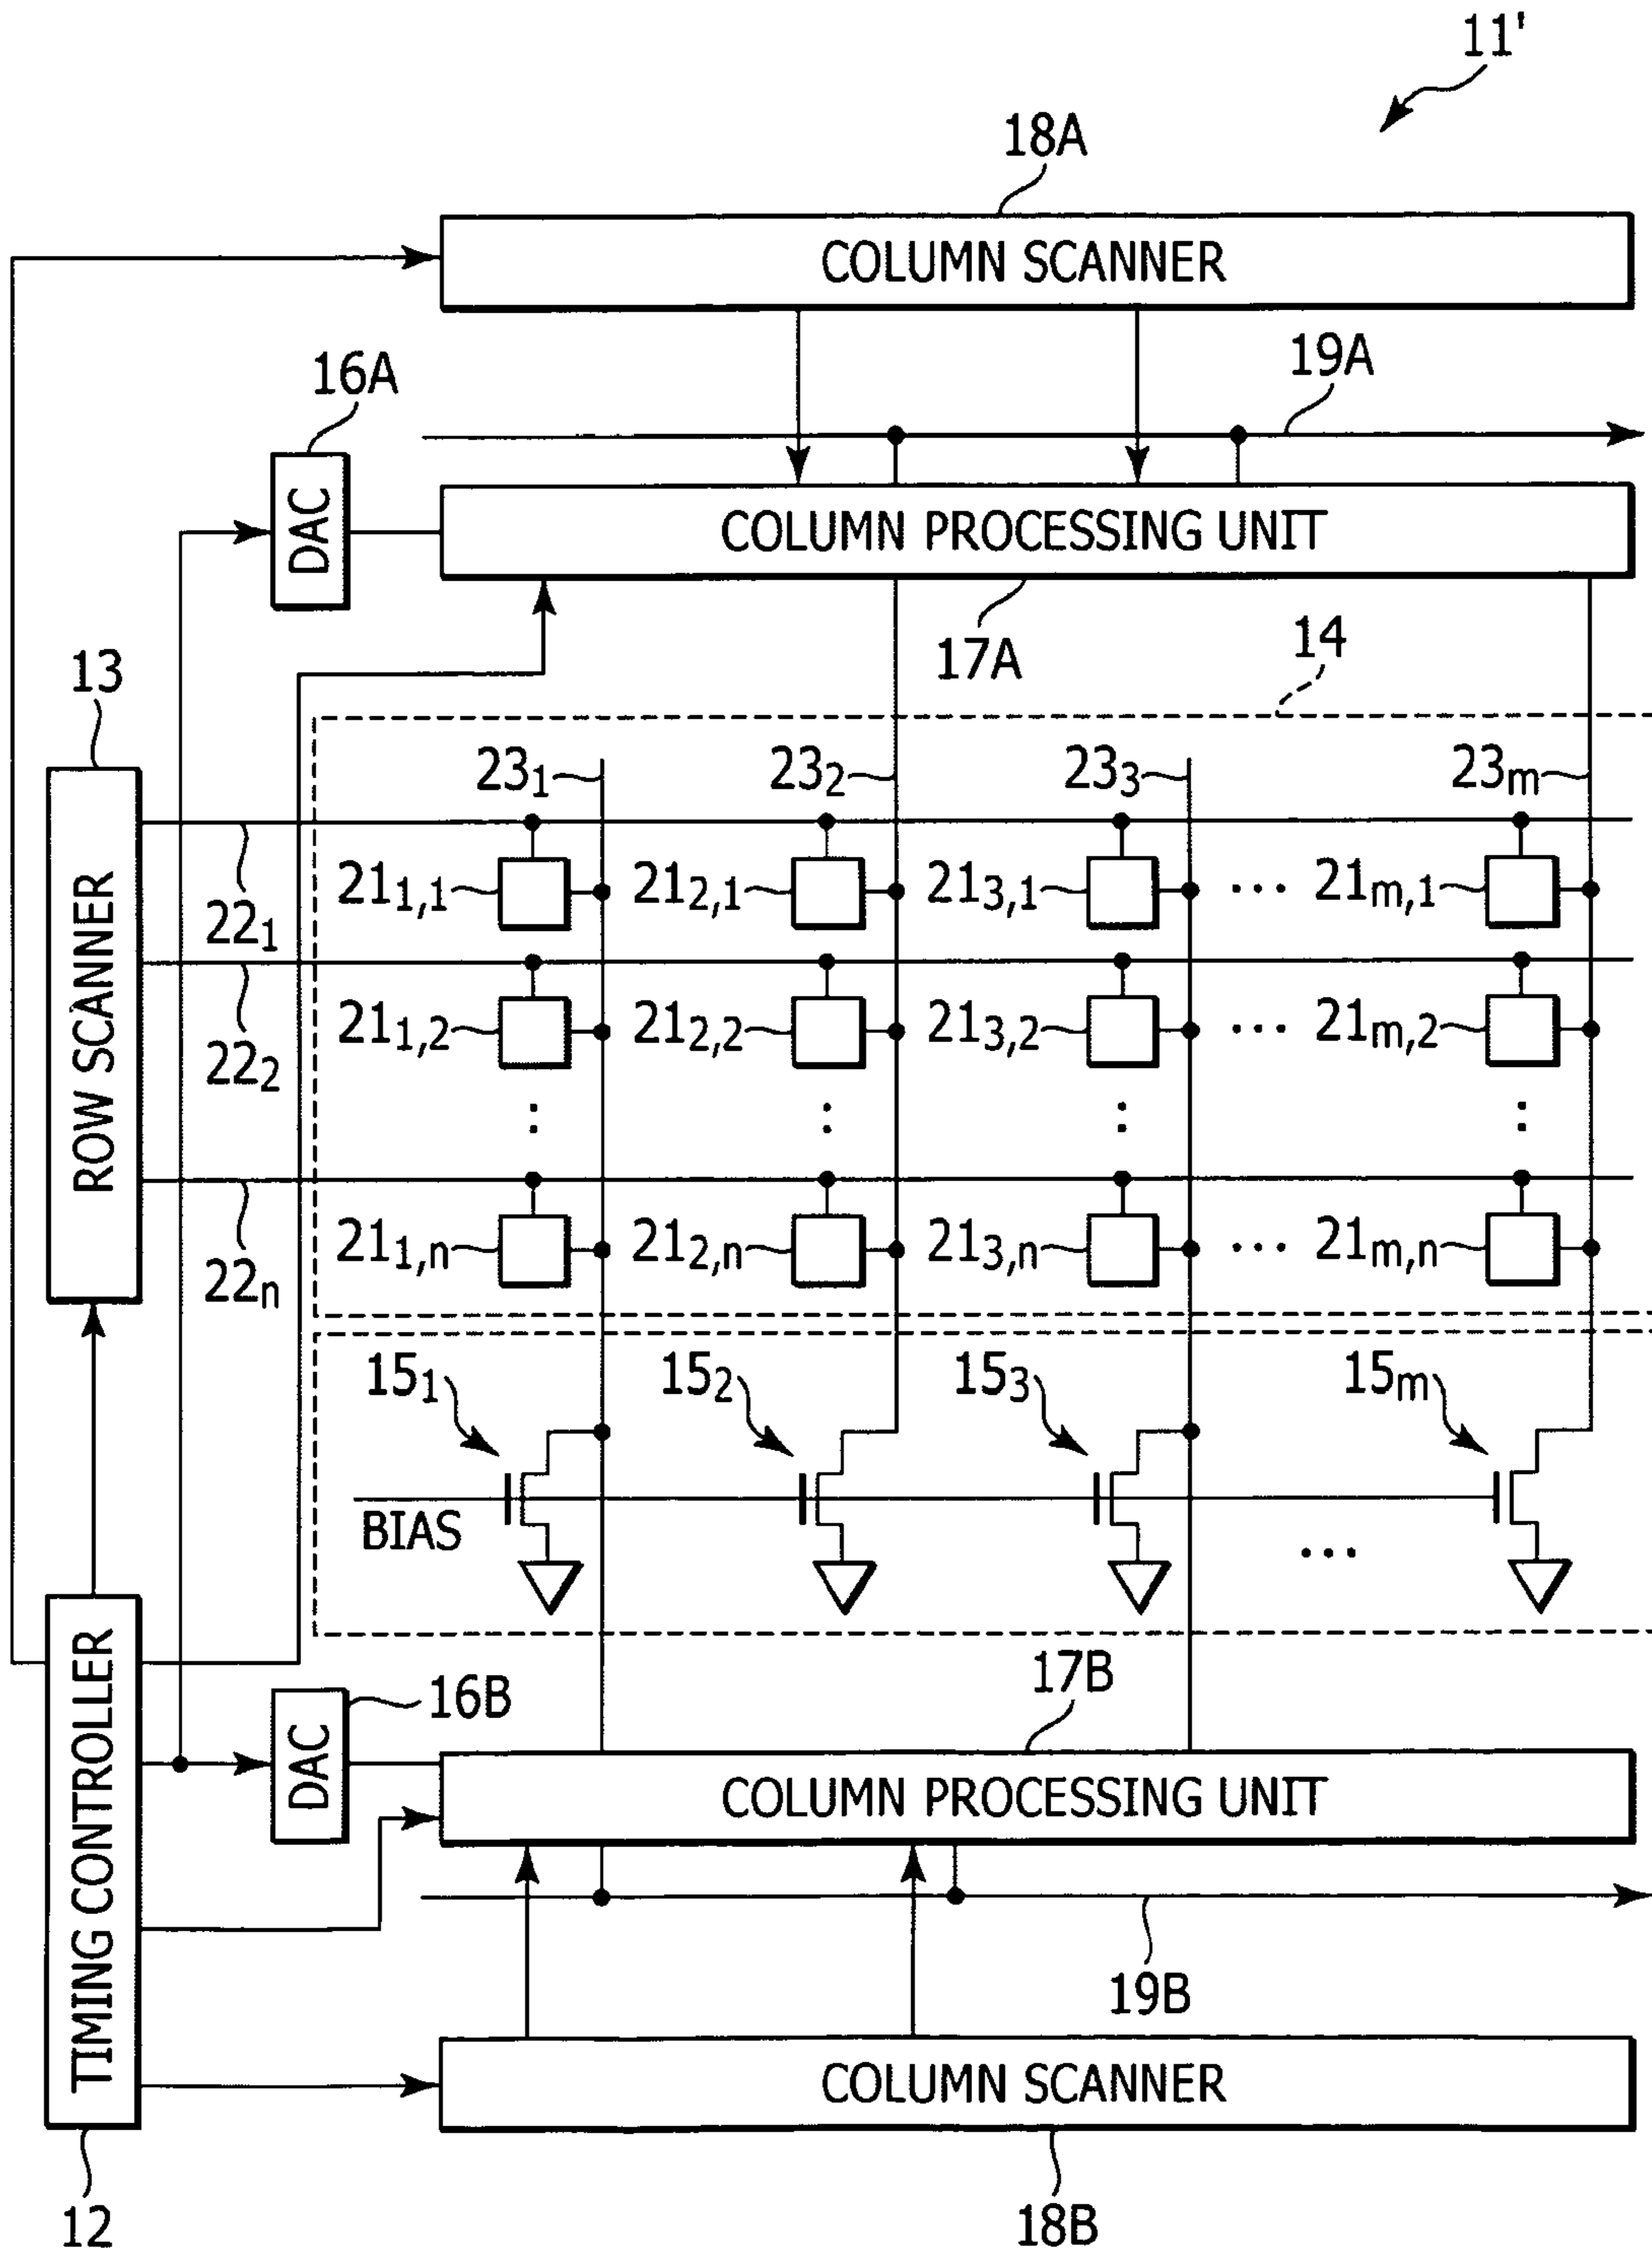 11'
18A
COLUMN SCANNER
19A
16A
DAC
COLUMN PROCESSING UNIT
17A
14
13
ROW SCANNER
23₁ 23₂ 23₃ 23ₘ
21₁,₁ 21₂,₁ 21₃,₁ ... 21ₘ,₁
22₁
21₁,₂ 21₂,₂ 21₃,₂ ... 21ₘ,₂
22₂
21₁,ₙ 21₂,ₙ 21₃,ₙ ... 21ₘ,ₙ
22ₙ
15₁ 15₂ 15₃ 15ₘ
BIAS
...
TIMING CONTROLLER
16B
17B
DAC
COLUMN PROCESSING UNIT
19B
COLUMN SCANNER
12
18B